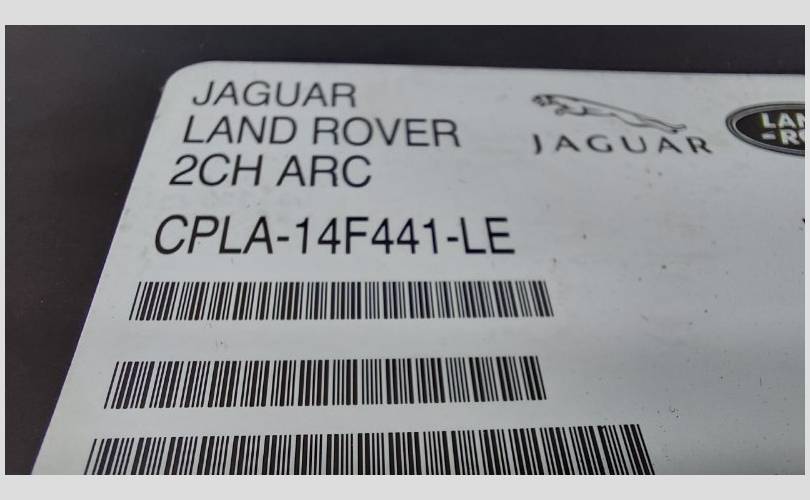 JAGUAR
LAND ROVER
2CH ARC
CPLA-14F441-LE
JAGUAR